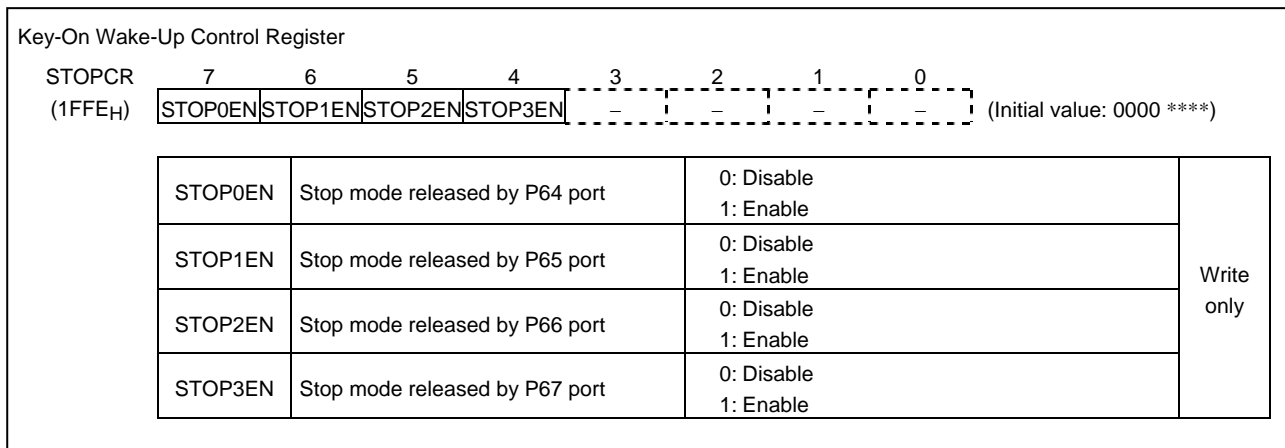 Key-On Wake-Up Control Register
STOPCR 7 6 5 4 3 2 1 0
(1FFEH) STOP0EN STOP1EN STOP2EN STOP3EN – – – – (Initial value: 0000 ****)
STOP0EN Stop mode released by P64 port 0: Disable
1: Enable
STOP1EN Stop mode released by P65 port 0: Disable
1: Enable
STOP2EN Stop mode released by P66 port 0: Disable
1: Enable
STOP3EN Stop mode released by P67 port 0: Disable
1: Enable
Write
only